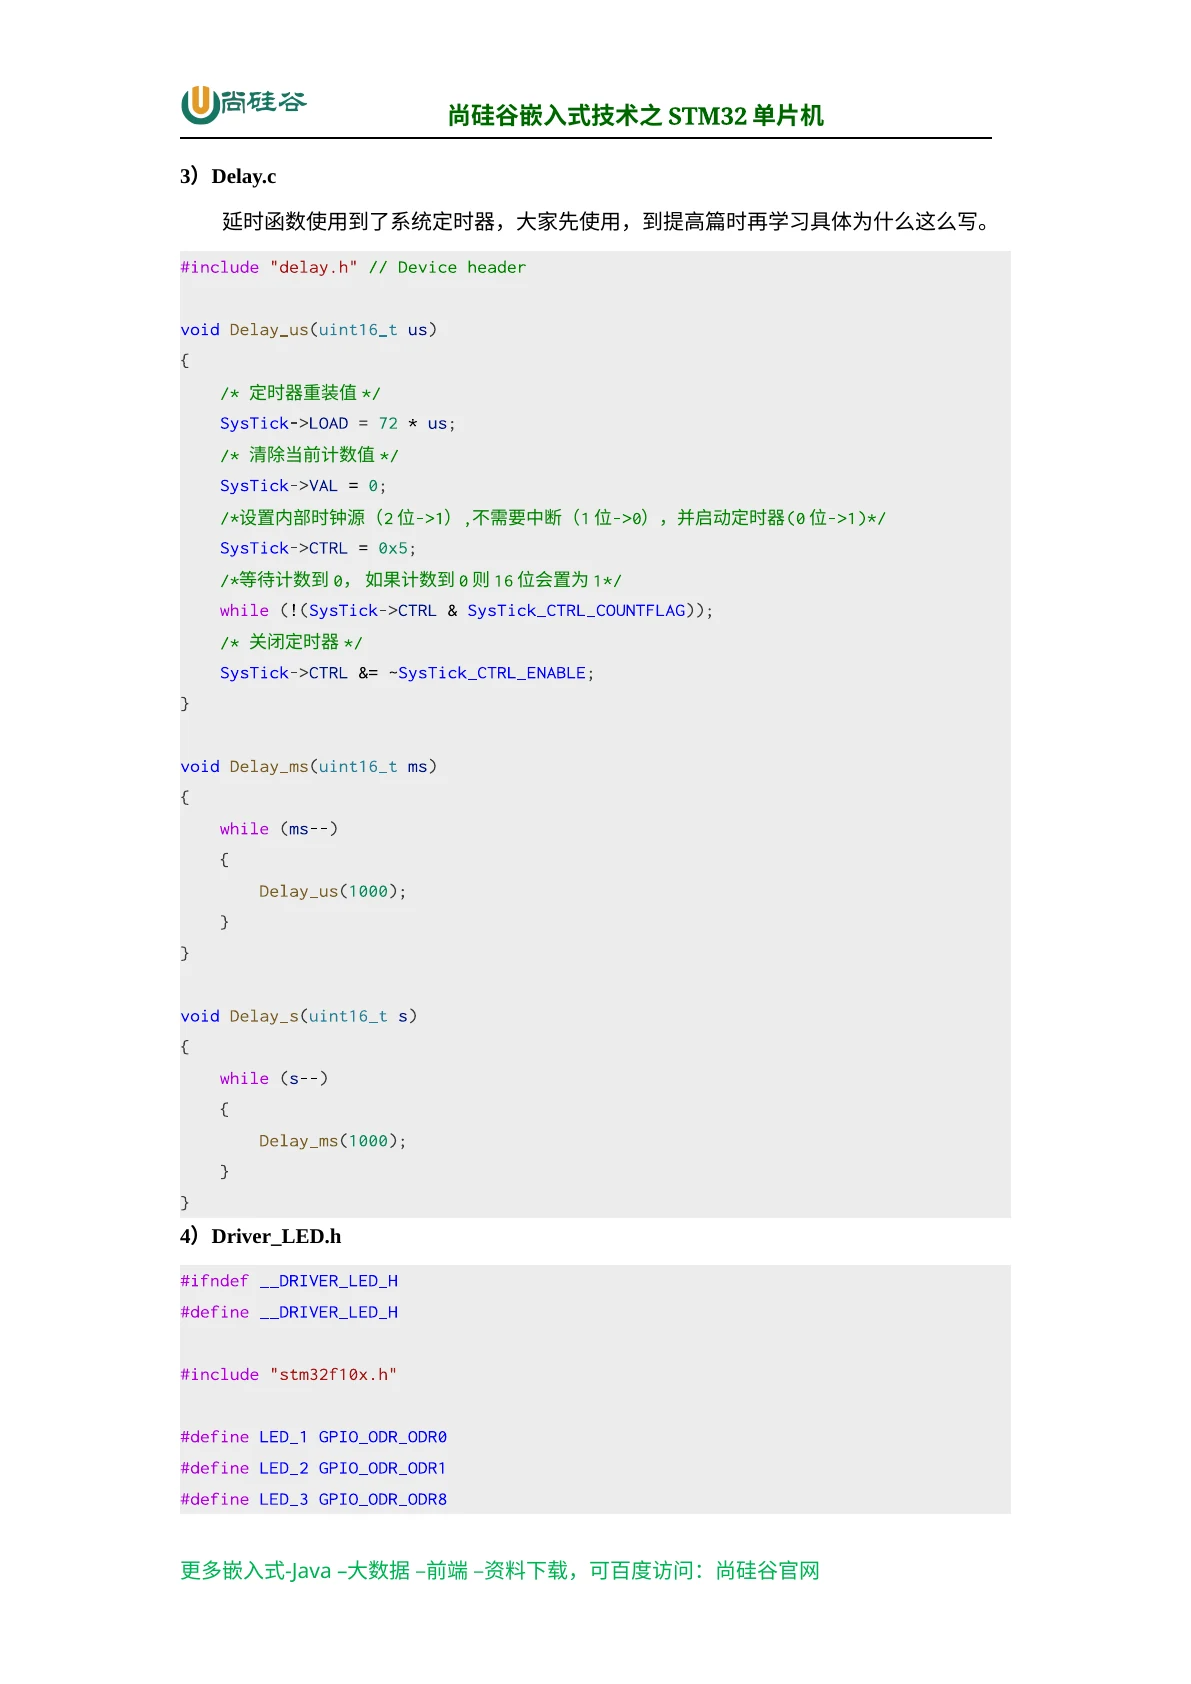 尚硅谷
尚硅谷嵌入式技术之 STM32 单片机
3）Delay.c
延时函数使用到了系统定时器，大家先使用，到提高篇时再学习具体为什么这么写。
#include "delay.h" // Device header
void Delay_us(uint16_t us)
{
    /* 定时器重装值 */
    SysTick->LOAD = 72 * us;
    /* 清除当前计数值 */
    SysTick->VAL = 0;
    /*设置内部时钟源（2 位->1）,不需要中断（1 位->0），并启动定时器(0 位->1)*/
    SysTick->CTRL = 0x5;
    /*等待计数到 0， 如果计数到 0 则 16 位会置为 1*/
    while (!(SysTick->CTRL & SysTick_CTRL_COUNTFLAG));
    /* 关闭定时器 */
    SysTick->CTRL &= ~SysTick_CTRL_ENABLE;
}
void Delay_ms(uint16_t ms)
{
    while (ms--)
    {
        Delay_us(1000);
    }
}
void Delay_s(uint16_t s)
{
    while (s--)
    {
        Delay_ms(1000);
    }
}
4）Driver_LED.h
#ifndef __DRIVER_LED_H
#define __DRIVER_LED_H
#include "stm32f10x.h"
#define LED_1 GPIO_ODR_ODR0
#define LED_2 GPIO_ODR_ODR1
#define LED_3 GPIO_ODR_ODR8
更多嵌入式-Java –大数据 –前端 –资料下载，可百度访问：尚硅谷官网